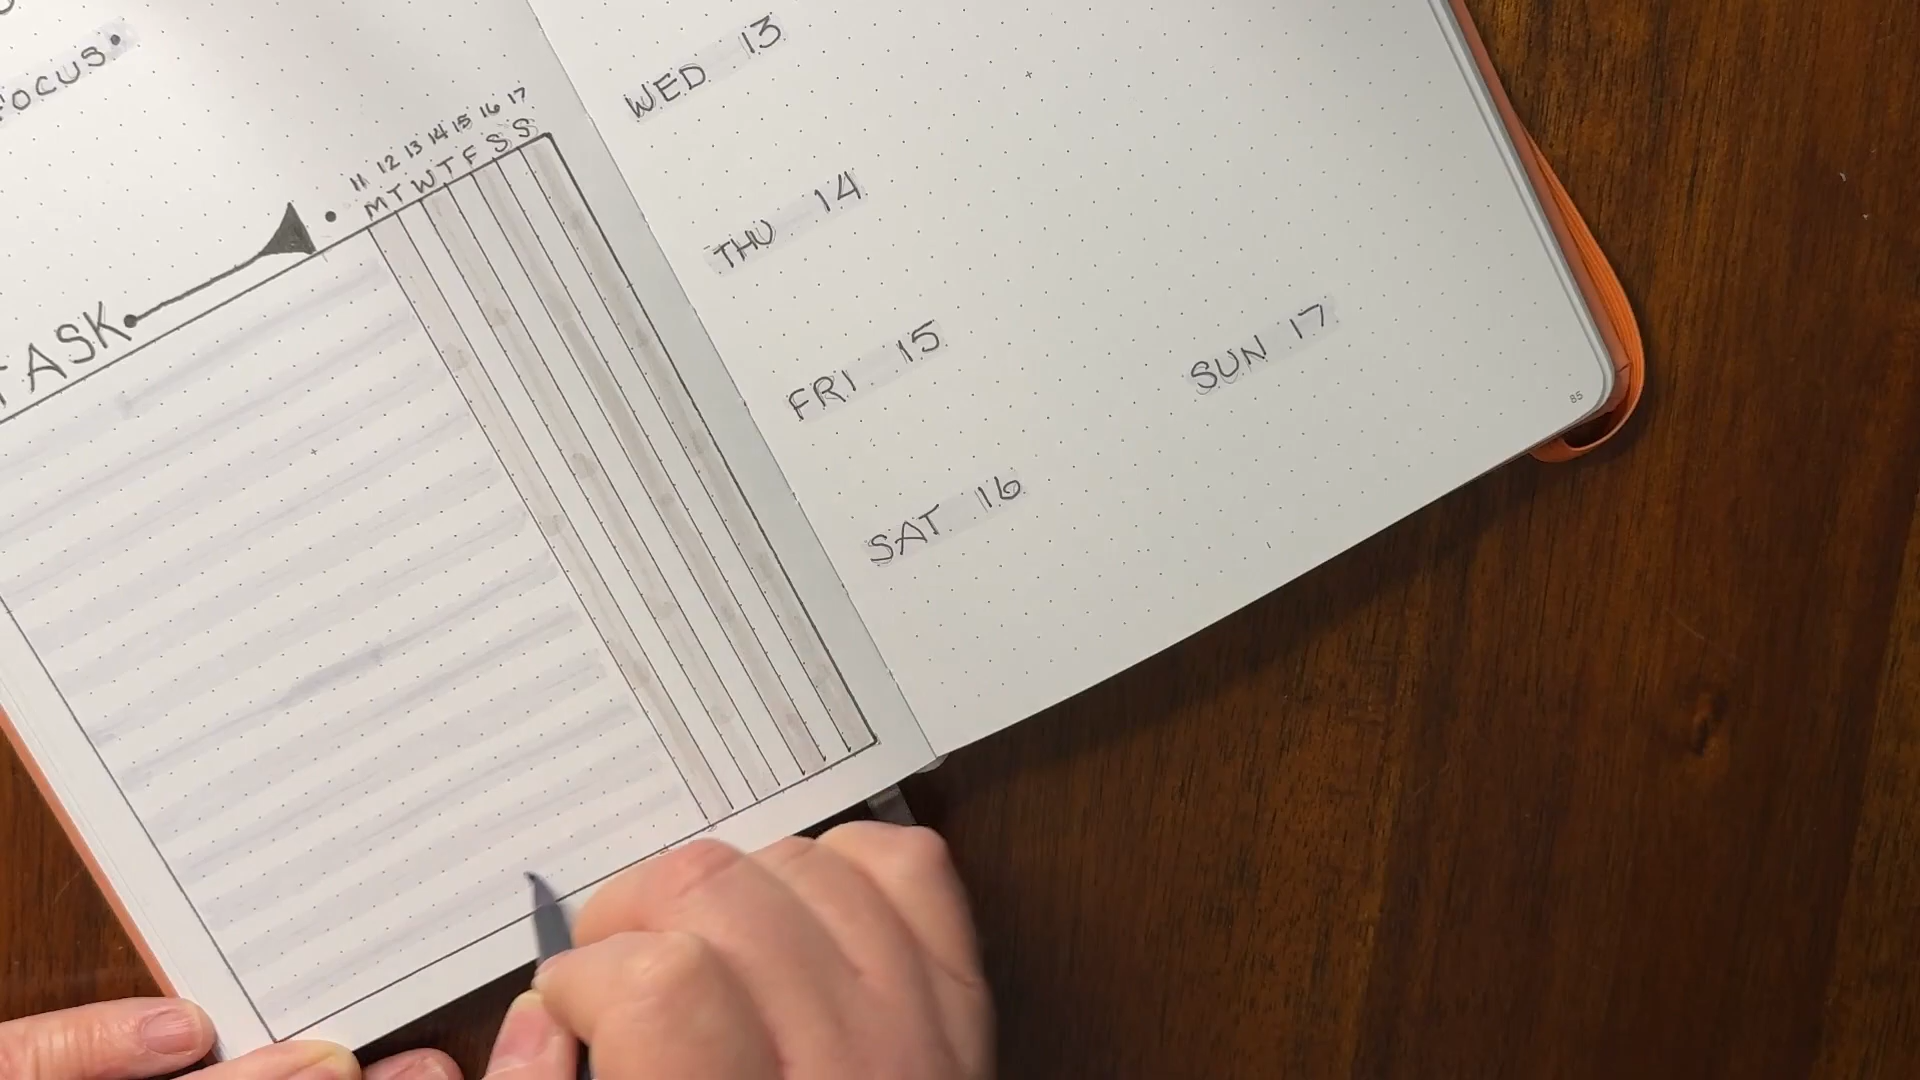 FOCUS.
11 12 13 14 15 16 17
M T W T F S S
TASK
WED 13
THU 14
FRI 15
SAT 16
SUN 17
85